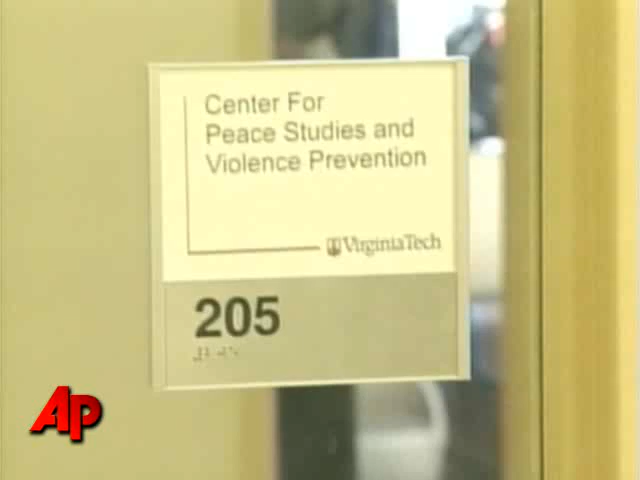 Center For
Peace Studies and
Violence Prevention
VirginiaTech
205
AP